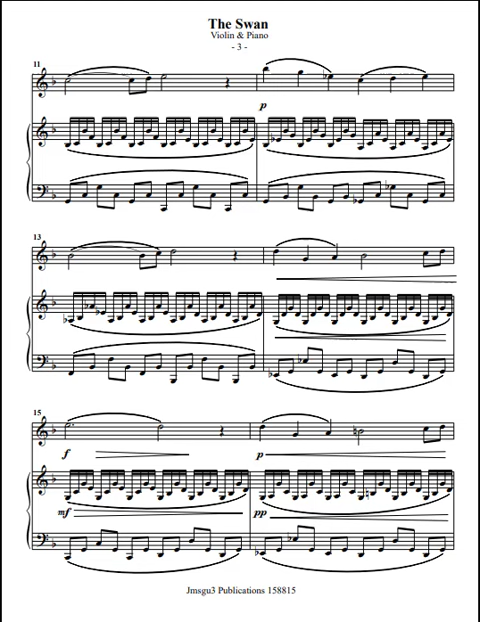 The Swan
Violin & Piano
- 3 -
11
p
13
15
f
p
mf
pp
Jmsgu3 Publications 158815